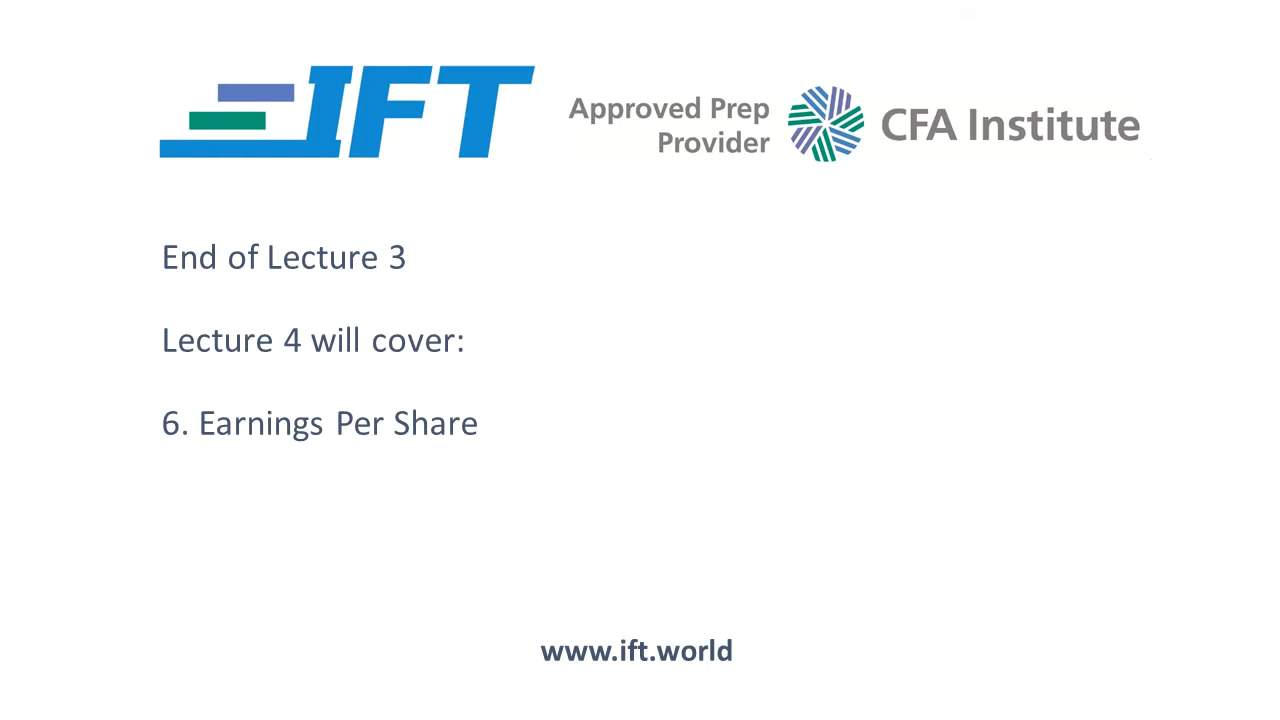 IFT
Approved Prep
Provider
CFA Institute
End of Lecture 3
Lecture 4 will cover:
6. Earnings Per Share
www.ift.world